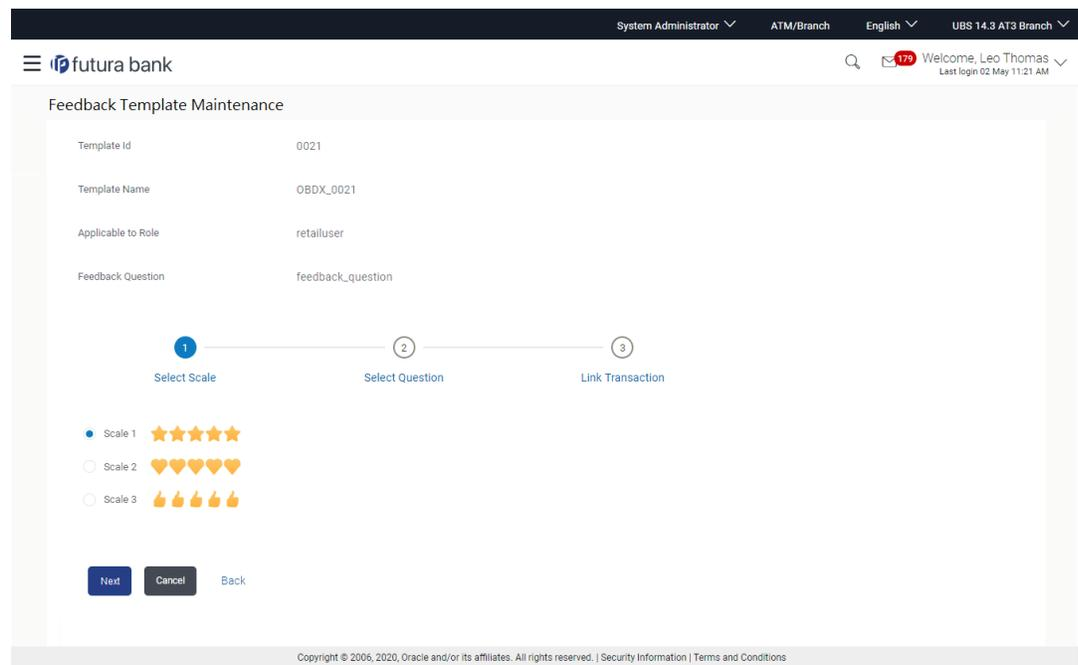 System Administrator ATM/Branch English UBS 14.3 AT3 Branch
futura bank 179 Welcome, Leo Thomas
Last login 02 May 11:21 AM
Feedback Template Maintenance
Template Id 0021
Template Name OBDX_0021
Applicable to Role retailuser
Feedback Question feedback_question
1 2 3
Select Scale Select Question Link Transaction
Scale 1
Scale 2
Scale 3
Next Cancel Back
Copyright © 2006, 2020, Oracle and/or its affiliates. All rights reserved. | Security Information | Terms and Conditions